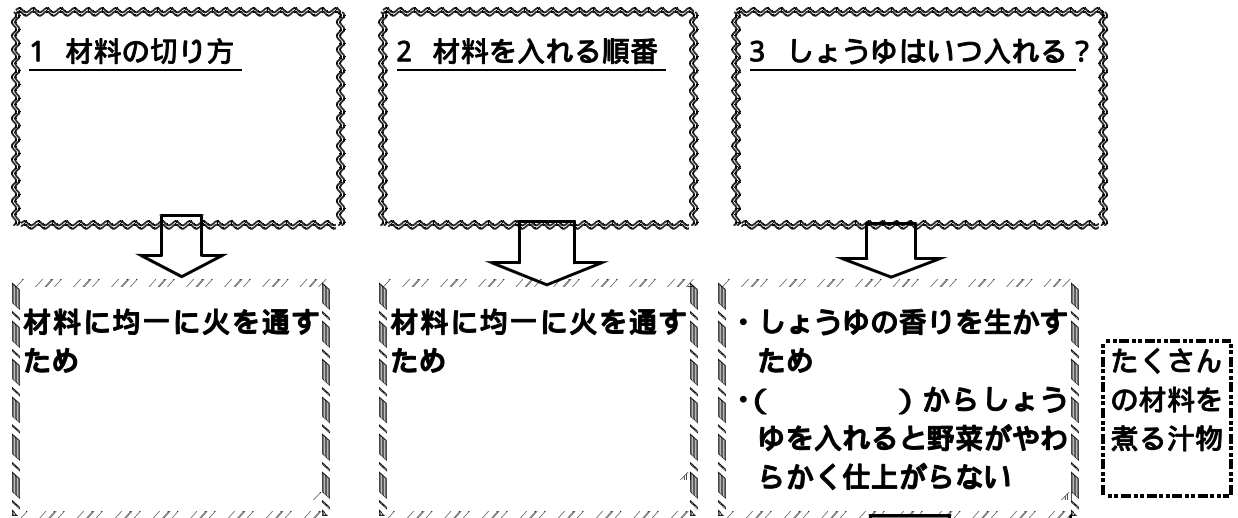 1 材料の切り方
2 材料を入れる順番
3 しょうゆはいつ入れる？
材料に均一に火を通す
ため
材料に均一に火を通す
ため
・しょうゆの香りを生かす
ため
・(　　　　)からしょう
ゆを入れると野菜がやわ
らかく仕上がらない
たくさん
の材料を
煮る汁物